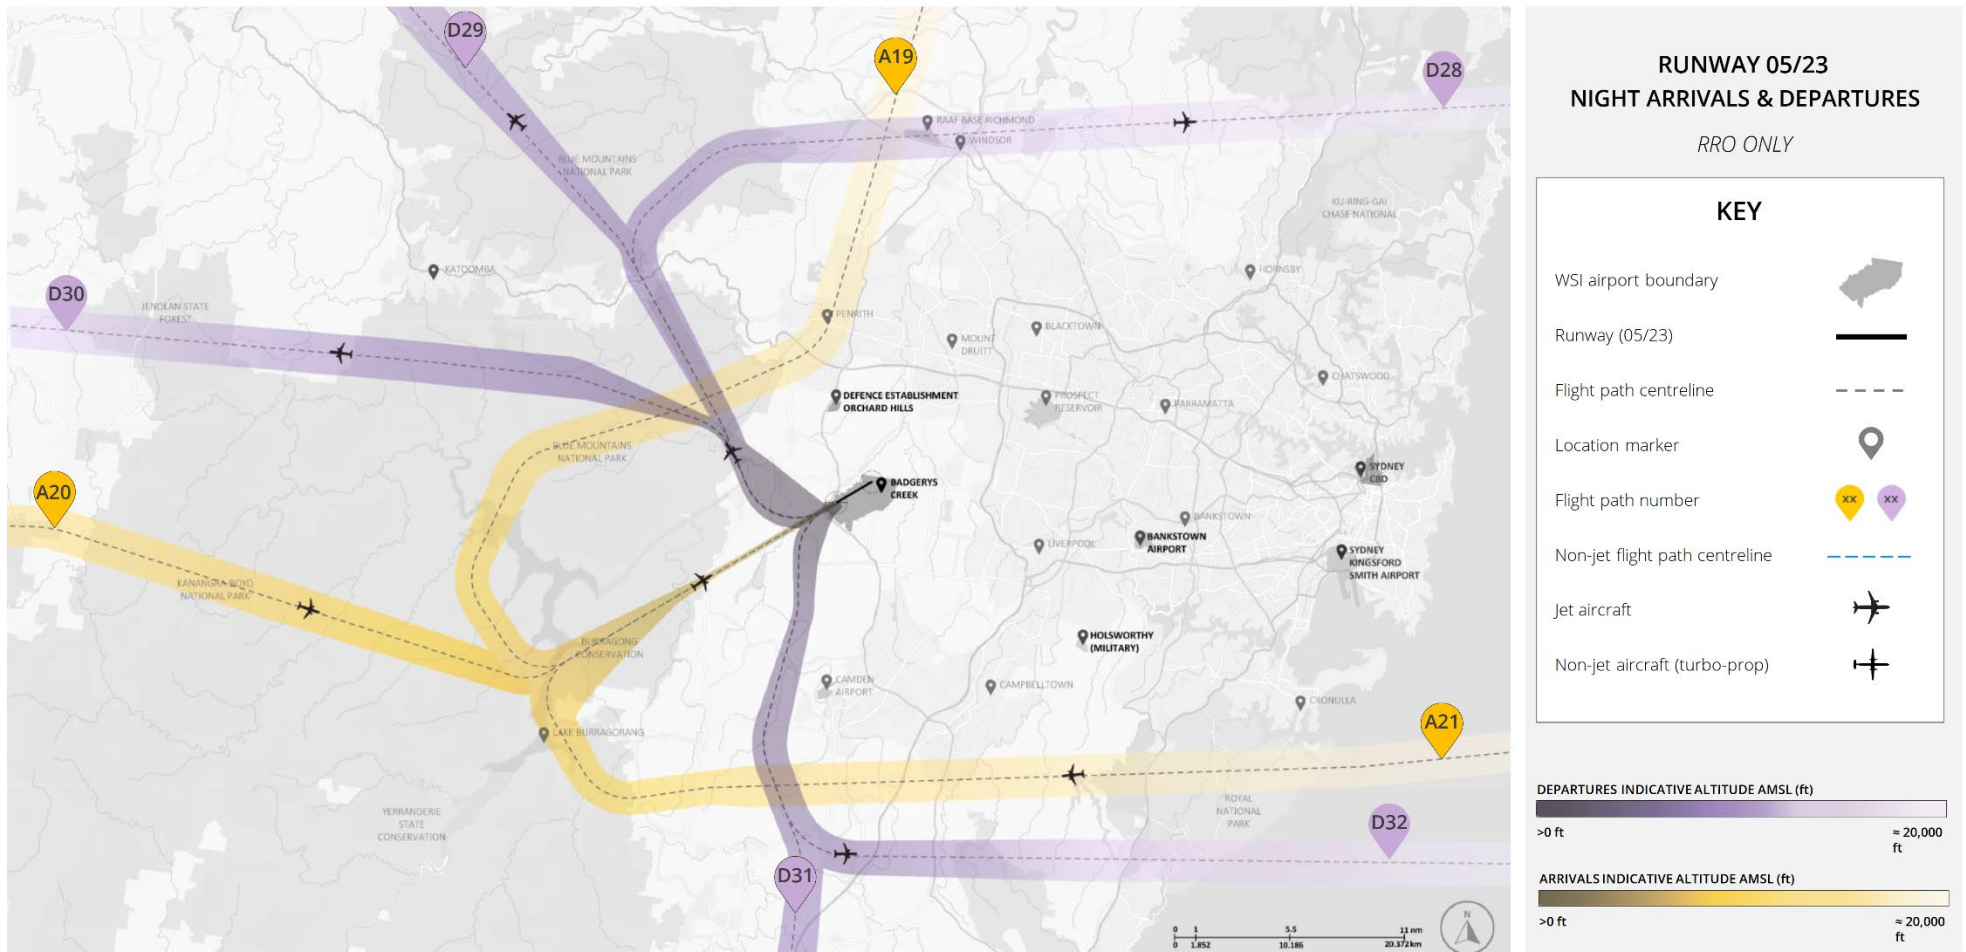 D29
A19
D28
RAAF BASE RICHMOND
WINDSOR
BLUE MOUNTAINS
NATIONAL PARK
KU-RING-GAI
CHASE NATIONAL
KATOOMBA
HORNSBY
D30
JENOLAN STATE
FOREST
PENRITH
BLACKTOWN
MOUNT
DRUITT
CHATSWOOD
DEFENCE ESTABLISHMENT
ORCHARD HILLS
PROSPECT
RESERVOIR
PARRAMATTA
BLUE MOUNTAINS
NATIONAL PARK
SYDNEY
CBD
A20
BADGERYS
CREEK
BANKSTOWN
LIVERPOOL
BANKSTOWN
AIRPORT
SYDNEY
KINGSFORD
SMITH AIRPORT
KANANGRA-BOYD
NATIONAL PARK
BURRAGONG
CONSERVATION
HOLSWORTHY
(MILITARY)
CAMDEN
AIRPORT
CAMPBELLTOWN
CRONULLA
A21
LAKE BURRAGORANG
YERRANDERIE
STATE
CONSERVATION
ROYAL
NATIONAL
PARK
D32
D31
0 1 5.5 11 nm
0 1.852 10.186 20.372km
N
RUNWAY 05/23
NIGHT ARRIVALS & DEPARTURES
RRO ONLY
KEY
WSI airport boundary
Runway (05/23)
Flight path centreline
Location marker
Flight path number
xx xx
Non-jet flight path centreline
Jet aircraft
Non-jet aircraft (turbo-prop)
DEPARTURES INDICATIVE ALTITUDE AMSL (ft)
>0 ft ≈ 20,000
ft
ARRIVALS INDICATIVE ALTITUDE AMSL (ft)
>0 ft ≈ 20,000
ft